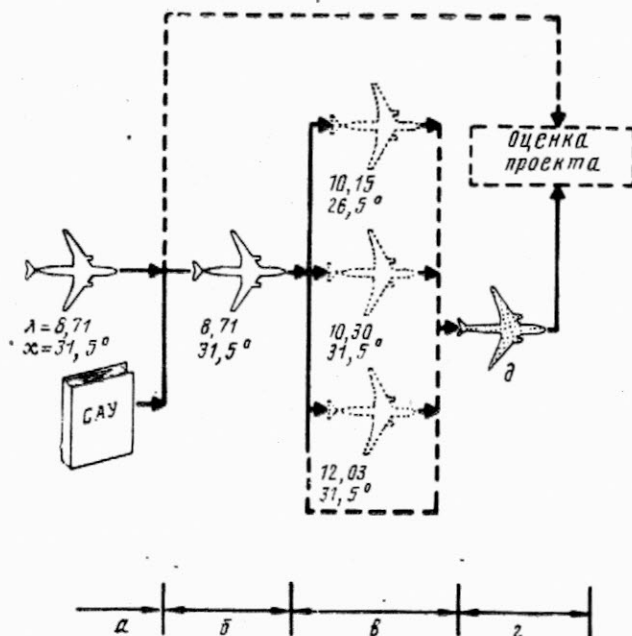 Оценка
проекта
10,15
26,5°
λ=8,71
ϰ=31,5°
8,71
31,5°
10,30
31,5°
д
САУ
12,03
31,5°
а б в г